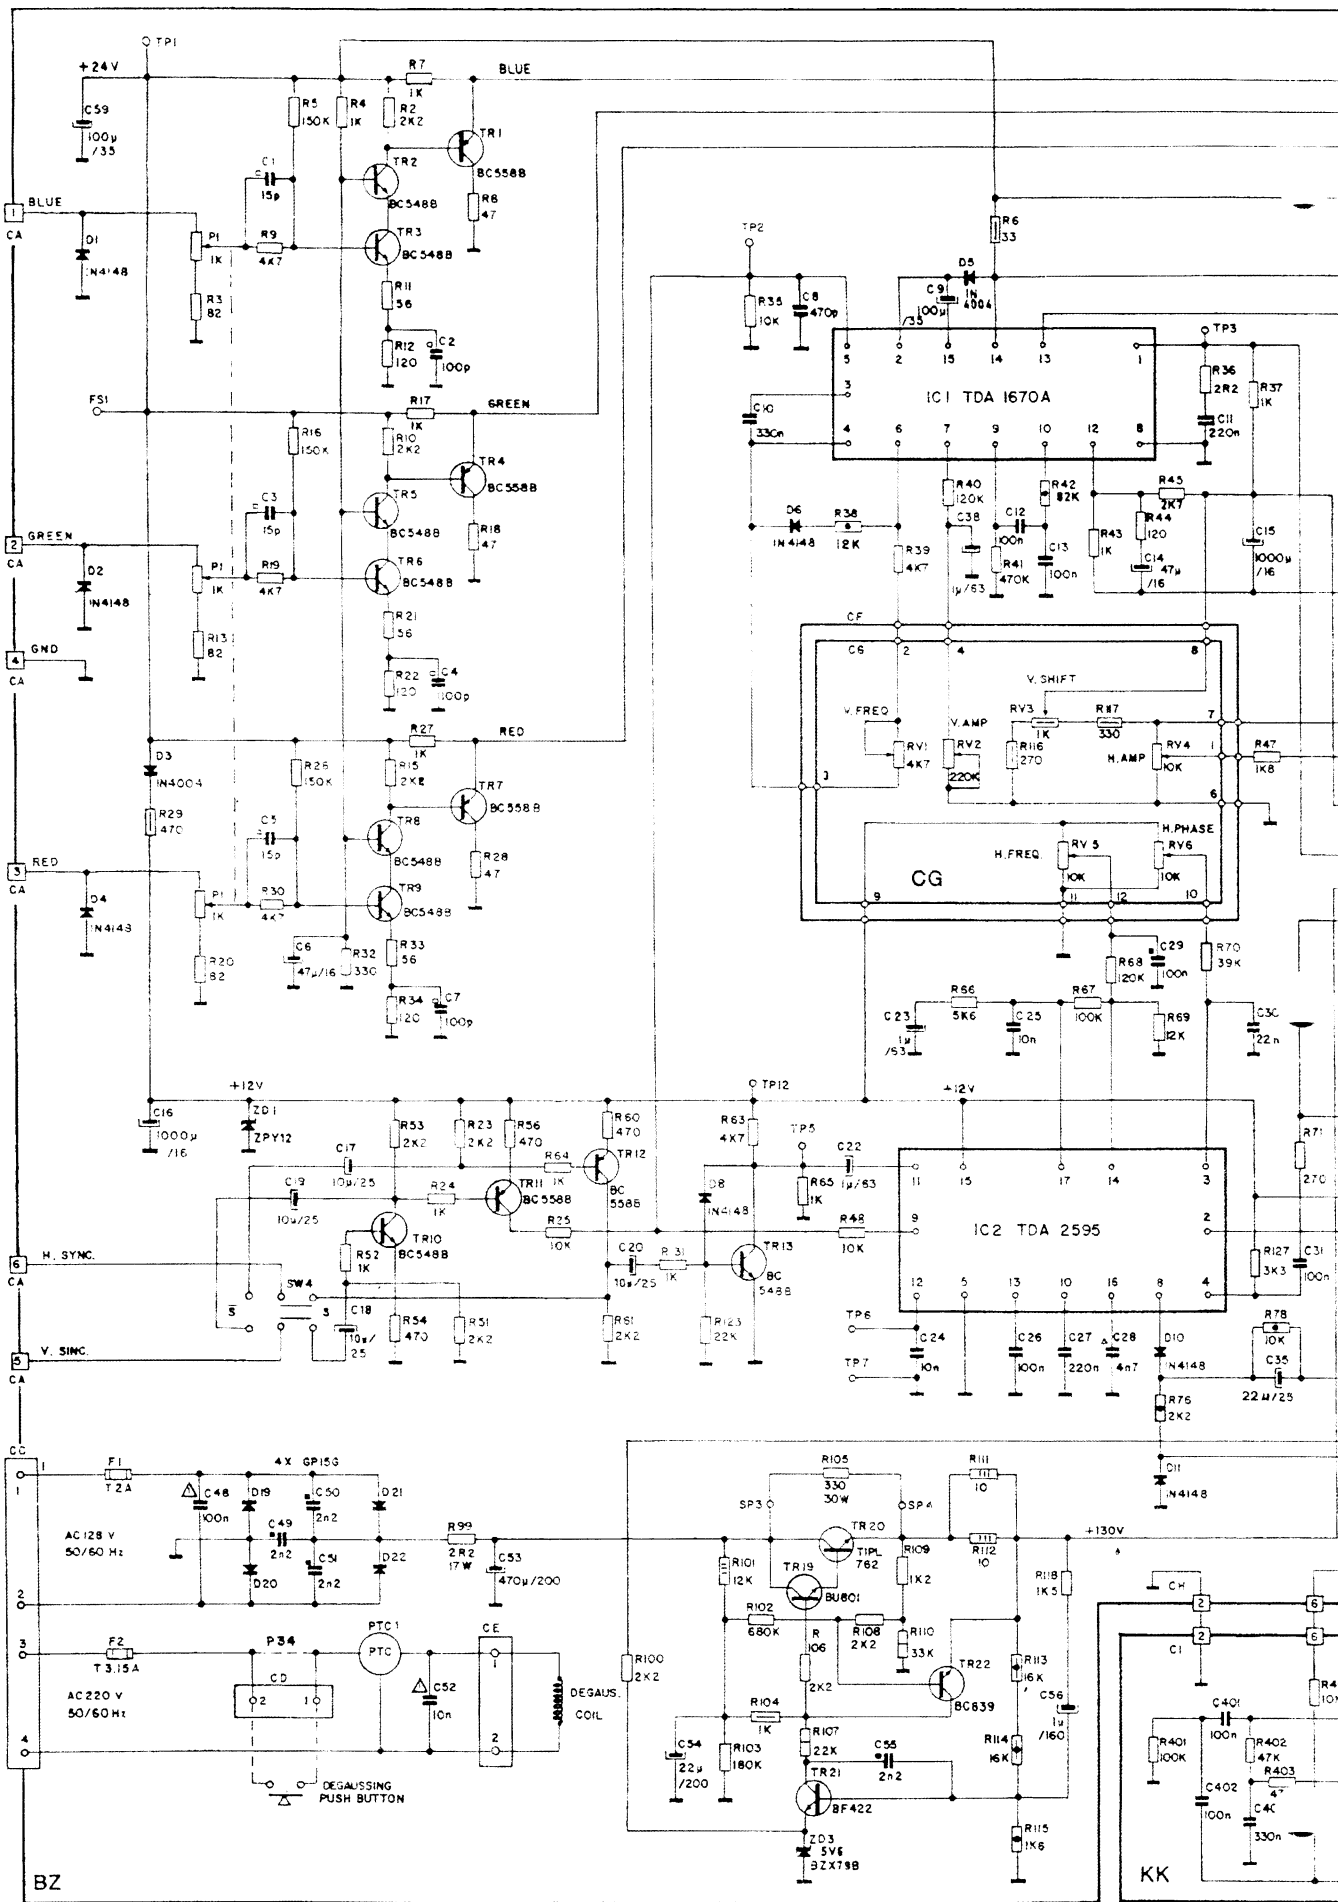 TP1
+24V
C59
100µ
/35
R5
150K
R4
1K
R7
1K
R2
2K2
BLUE
TR1
BC558B
TR2
BC548B
R8
47
C1
15p
1
BLUE
CA
D1
1N4148
P1
1K
R9
4K7
TR3
BC548B
R3
82
R11
56
R12
120
C2
100p
TP2
R35
10K
C8
470p
/35
C9
100µ
D5
1N
4004
R6
33
TP3
5
2
15
14
13
1
3
IC1 TDA 1670A
4
6
7
9
10
12
8
C10
330n
R36
2R2
R37
1K
C11
220n
FS1
R17
1K
GREEN
R16
150K
R10
2K2
TR4
BC558B
C3
15p
TR5
BC548B
R18
47
2
GREEN
CA
D2
1N4148
P1
1K
R19
4K7
TR6
BC548B
R13
82
R21
56
R22
120
C4
100p
4
GND
CA
D6
1N4148
R38
12K
R39
4K7
R40
120K
C38
1µ/63
C12
100n
R41
470K
R42
82K
C13
100n
R43
1K
R45
2K7
R44
120
C14
47µ
/16
C15
1000µ
/16
CF
CG
2
4
8
V.SHIFT
V.FREQ
V.AMP
RV3
1K
R117
330
7
RV1
4K7
RV2
220K
R116
270
H.AMP
RV4
10K
1
R47
1K8
3
6
H.PHASE
H.FREQ.
RV5
10K
RV6
10K
CG
9
11
12
10
R27
1K
RED
D3
1N4004
R26
150K
R15
2K2
TR7
BC558B
R29
470
C5
15p
TR8
BC548B
R28
47
3
RED
CA
D4
1N4148
P1
1K
R30
4K7
TR9
BC548B
C6
47µ/16
R32
330
R33
56
R20
82
R34
120
C7
100p
R68
120K
C29
100n
R70
39K
R66
5K6
R67
100K
C23
1µ
/63
C25
10n
R69
12K
C30
22n
+12V
C16
1000µ
/16
ZD1
ZPY12
R53
2K2
R23
2K2
R56
470
R60
470
TP12
R63
4K7
+12V
C17
10µ/25
R64
1K
TR12
BC
558B
C19
10µ/25
R24
1K
TR11
BC558B
TP5
C22
1µ/63
D8
1N4148
R65
1K
11
15
17
14
3
R71
270
TR10
BC548B
R25
10K
R48
10K
9
IC2 TDA 2595
2
R52
1K
C20
10µ/25
R31
1K
TR13
BC
548B
R127
3K3
C31
100n
6
H. SYNC.
CA
SW4
S
S
C18
10µ/
25
R54
470
R51
2K2
R61
2K2
R123
22K
12
5
13
10
16
8
4
TP6
TP7
C24
10n
C26
100n
C27
220n
C28
4n7
D10
1N4148
R78
10K
C35
22µ/25
5
V. SINC.
CA
R76
2K2
CC
1
1
F1
T2A
4X GP15G
C48
100n
D19
C50
2n2
D21
AC128 V
50/60 Hz
C49
2n2
C51
2n2
D20
D22
R99
2R2
17W
C53
470µ/200
2
R105
330
30W
SP3
SP4
R111
10
D11
1N4148
TR20
TIPL
762
R109
1K2
R112
10
+130V
R101
12K
TR19
BU801
R118
1K5
R102
680K
R108
2K2
R110
33K
3
F2
T3.15A
P34
CD
2
1
PTC1
PTC
C52
10n
CE
1
2
DEGAUS.
COIL
AC220 V
50/60Hz
4
DEGAUSSING
PUSH BUTTON
R100
2K2
R
106
2K2
TR22
BC639
R113
16K
C56
1µ
/160
R104
1K
R107
22K
R114
16K
C54
22µ
/200
R103
180K
C55
2n2
TR21
BF422
R115
1K6
ZD3
5V6
BZX79B
CH
2
6
CI
2
6
C401
100n
R401
100K
R402
47K
R403
C402
100n
330n
BZ
KK